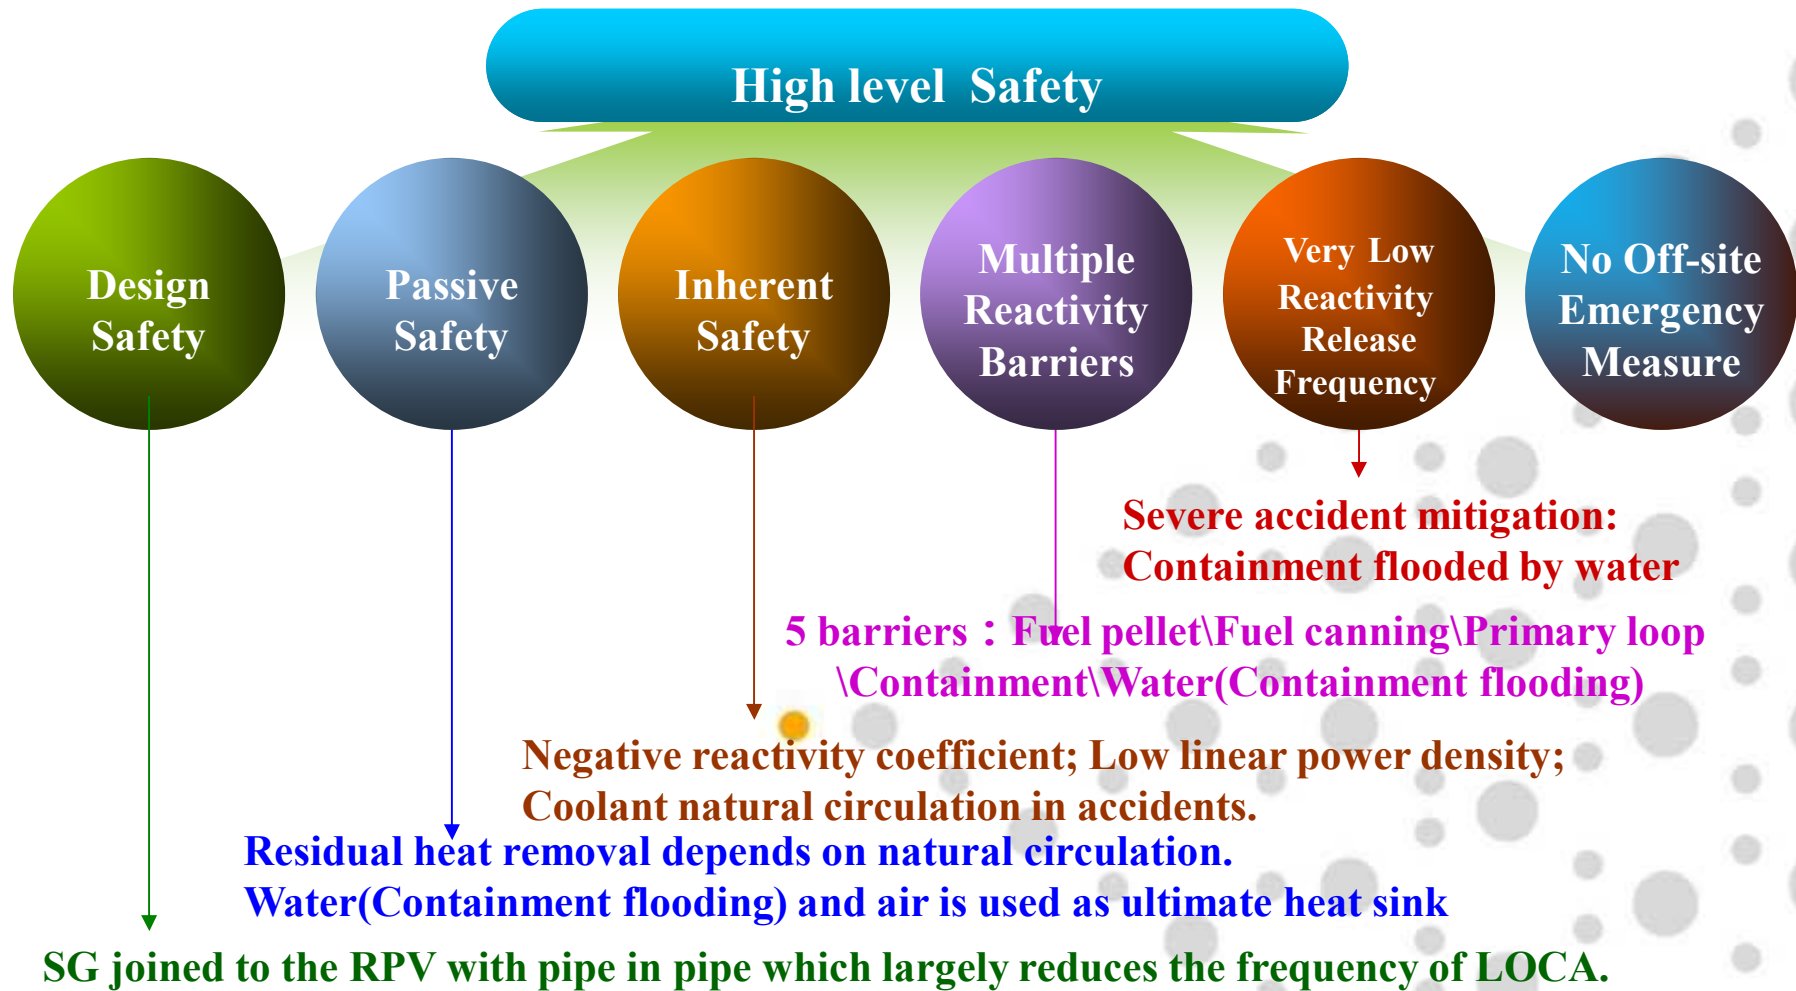 High level  Safety
Design
Safety
Passive
Safety
Inherent
Safety
Multiple
Reactivity
Barriers
Very Low
Reactivity
Release
Frequency
No Off-site
Emergency
Measure
Severe accident mitigation:
Containment flooded by water
5 barriers：Fuel pellet\Fuel canning\Primary loop
\Containment\Water(Containment flooding)
Negative reactivity coefficient; Low linear power density;
Coolant natural circulation in accidents.
Residual heat removal depends on natural circulation.
Water(Containment flooding) and air is used as ultimate heat sink
SG joined to the RPV with pipe in pipe which largely reduces the frequency of LOCA.